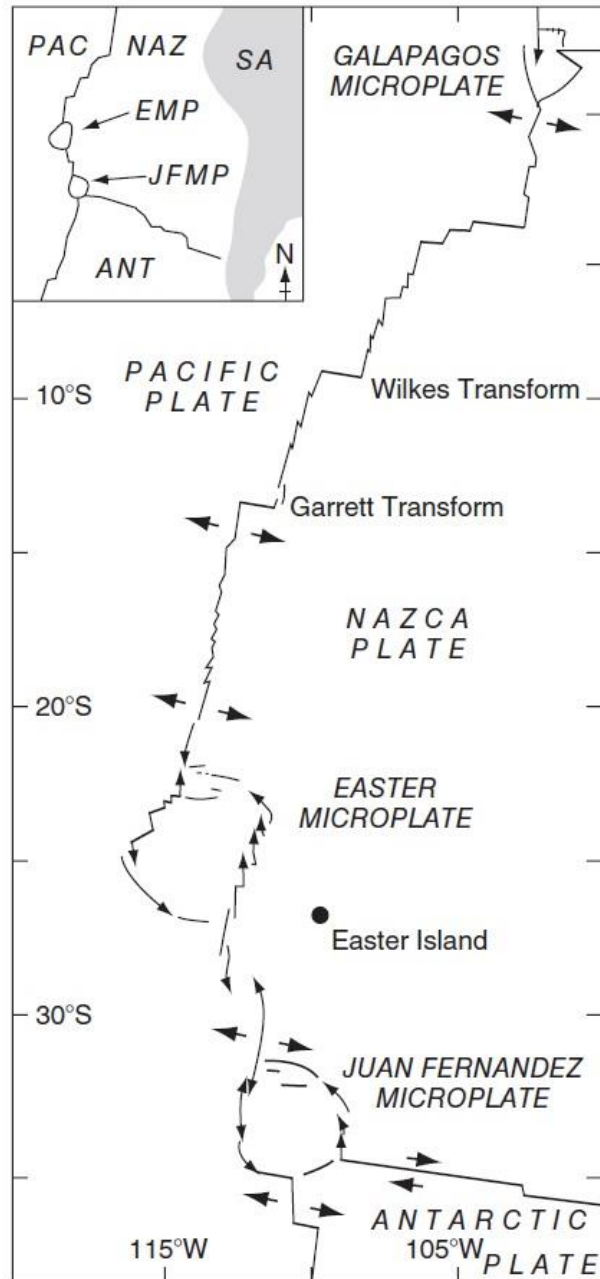 PAC NAZ
SA
EMP
JFMP
ANT
N
GALAPAGOS
MICROPLATE
PACIFIC
PLATE
10°S
Wilkes Transform
Garrett Transform
NAZCA
PLATE
20°S
EASTER
MICROPLATE
Easter Island
30°S
JUAN FERNANDEZ
MICROPLATE
ANTARCTIC
PLATE
115°W
105°W